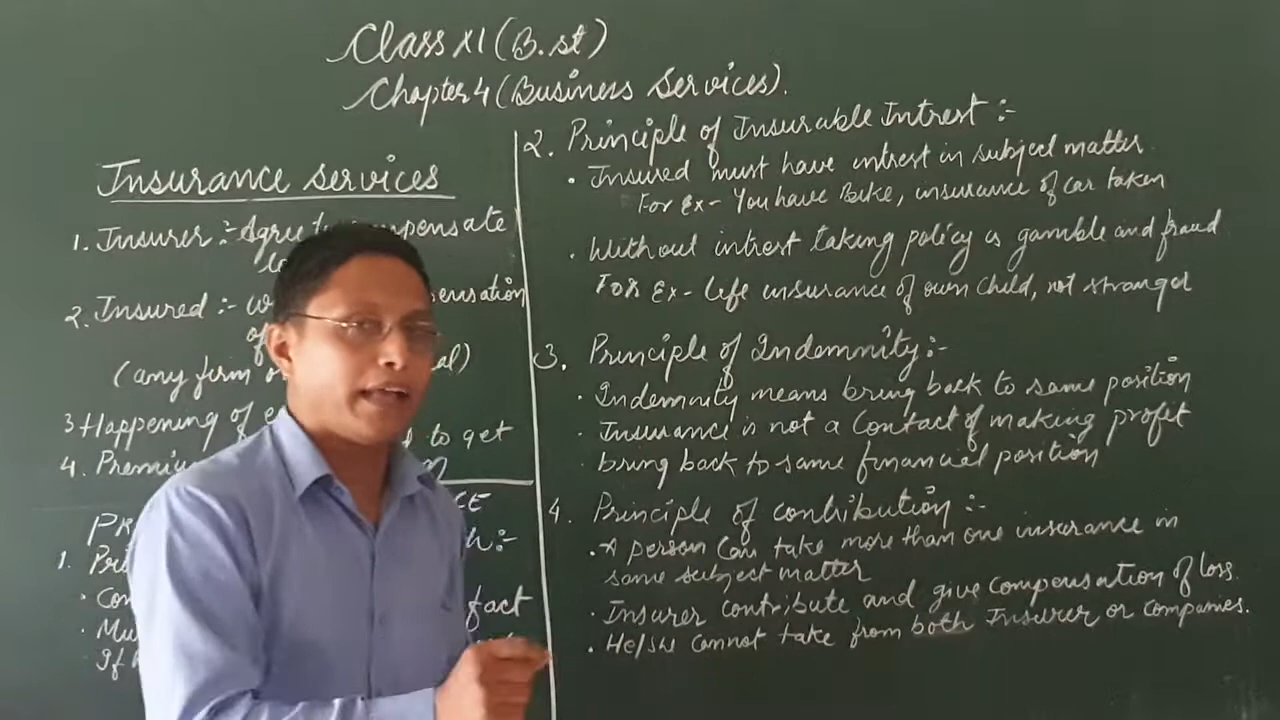 Class XI (B.st)
Chapter 4 (Business Services).
Insurance services
1. Insurer :- Agree to compensate
2. Insured :-
(any form
3 Happening of
to get
4.
1.
fact
2. Principle of Insurable Intrest :-
• Insured must have intrest in subject matter
For Ex- You have Bike, insurance of car taken
• Without intrest taking policy is gamble and fraud
For Ex- life insurance of own child, not stranger
3. Principle of Indemnity :-
• Indemnity means bring back to same position
• Insurance is not a Contact of making profit
bring back to same financial position
4. Principle of contribution :-
• A person can take more than one insurance in
same subject matter
• Insurer contribute and give compensation of loss.
• He/she cannot take from both Insurer or companies.